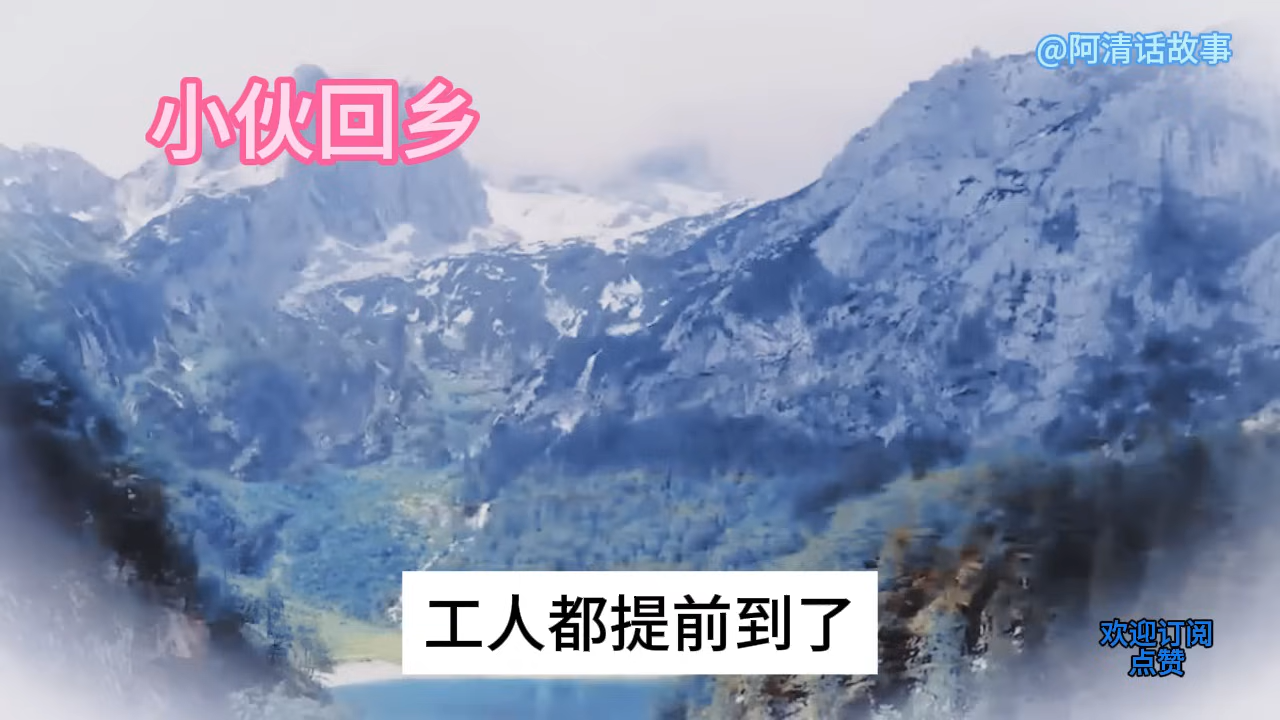 @阿清话故事
小伙回乡
工人都提前到了
欢迎订阅
点赞